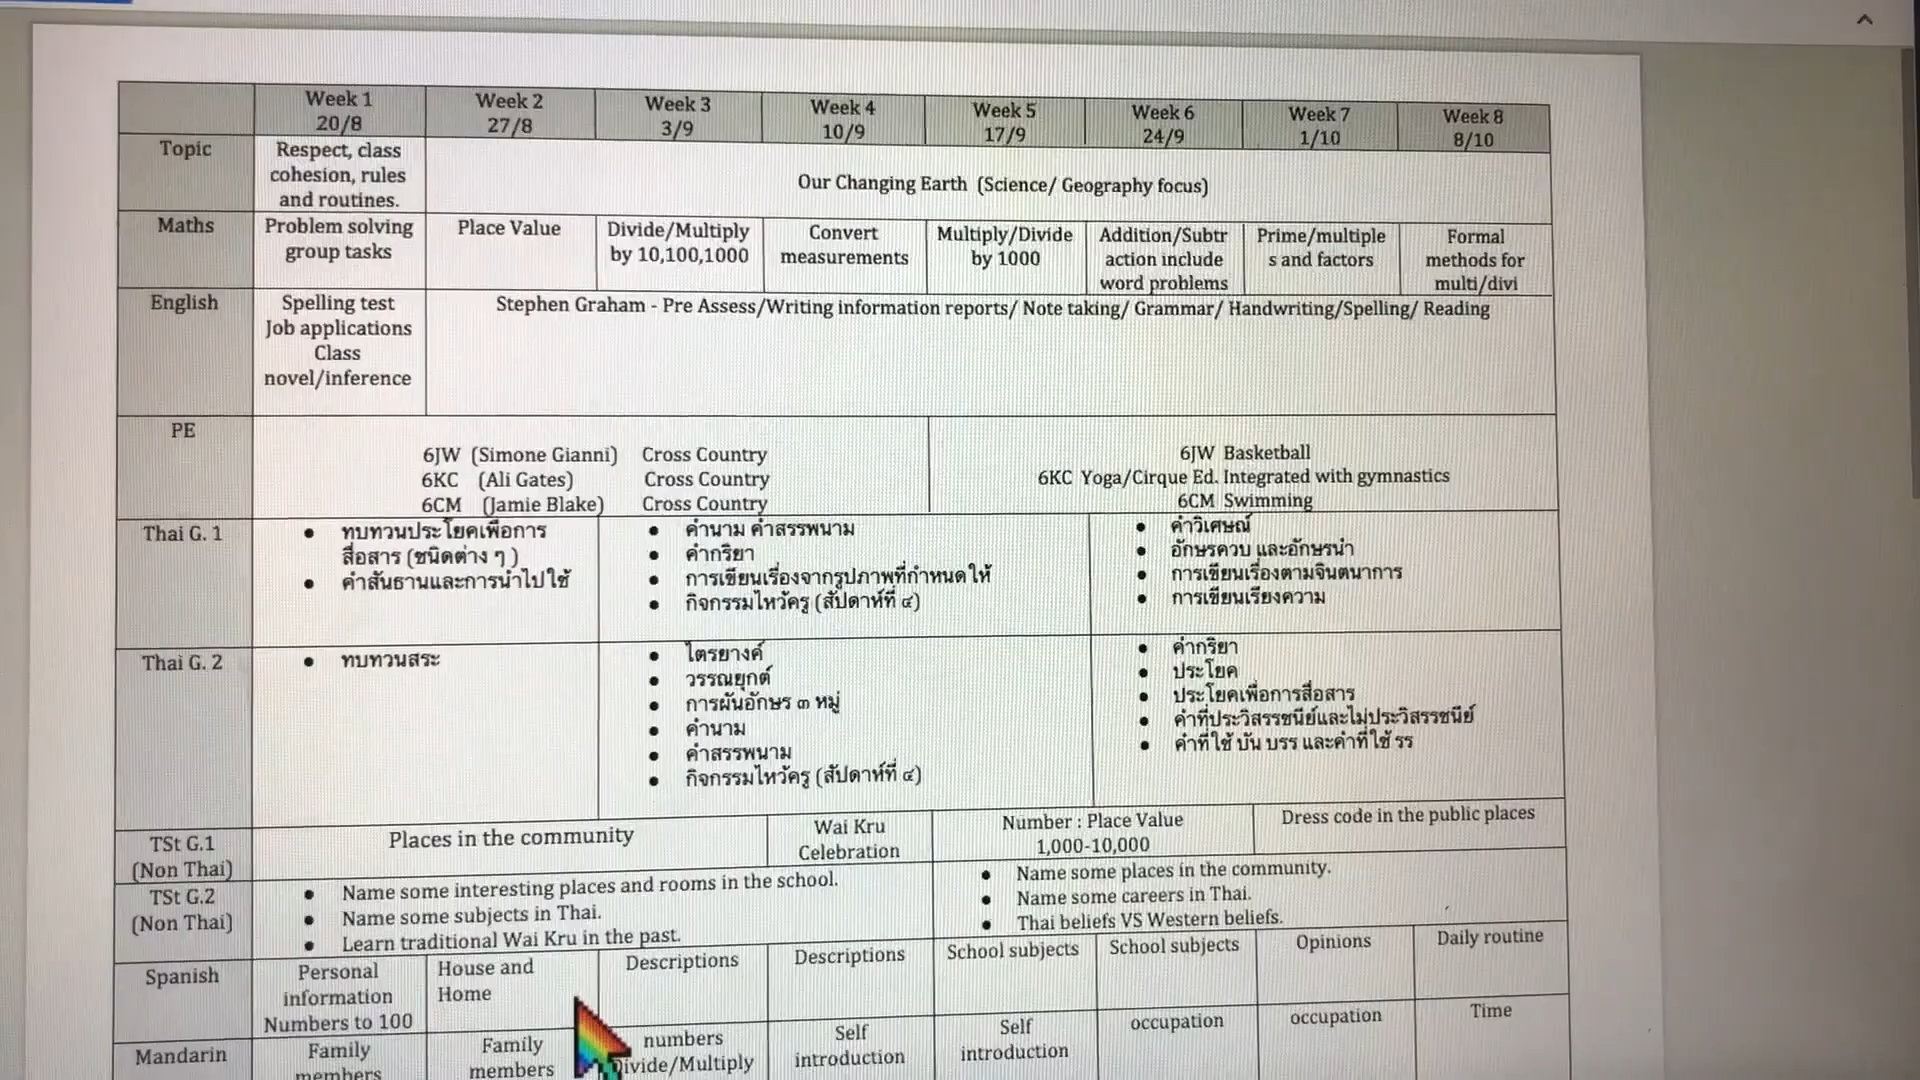 Week 1
20/8
Week 2
27/8
Week 3
3/9
Week 4
10/9
Week 5
17/9
Week 6
24/9
Week 7
1/10
Week 8
8/10
Topic
Respect, class
cohesion, rules
and routines.
Our Changing Earth (Science/ Geography focus)
Maths
Problem solving
group tasks
Place Value
Divide/Multiply
by 10,100,1000
Convert
measurements
Multiply/Divide
by 1000
Addition/Subtr
action include
word problems
Prime/multiple
s and factors
Formal
methods for
multi/divi
English
Spelling test
Job applications
Class
novel/inference
Stephen Graham - Pre Assess/Writing information reports/ Note taking/ Grammar/ Handwriting/Spelling/ Reading
PE
6JW (Simone Gianni) Cross Country
6KC (Ali Gates) Cross Country
6CM (Jamie Blake) Cross Country
6JW Basketball
6KC Yoga/Cirque Ed. Integrated with gymnastics
6CM Swimming
Thai G. 1
• ทบทวนประโยคเพื่อการ
สื่อสาร (ชนิดต่าง ๆ )
• คำสันธานและการนำไปใช้
• คำนาม คำสรรพนาม
• คำกริยา
• การเขียนเรื่องจากรูปภาพที่กำหนดให้
• กิจกรรมไหว้ครู (สัปดาห์ที่ ๔)
• คำวิเศษณ์
• อักษรควบ และอักษรนำ
• การเขียนเรื่องตามจินตนาการ
• การเขียนเรียงความ
Thai G. 2
• ทบทวนสระ
• ไตรยางค์
• วรรณยุกต์
• การผันอักษร ๓ หมู่
• คำนาม
• คำสรรพนาม
• กิจกรรมไหว้ครู (สัปดาห์ที่ ๔)
• คำกริยา
• ประโยค
• ประโยคเพื่อการสื่อสาร
• คำที่ประวิสรรชนีย์และไม่ประวิสรรชนีย์
• คำที่ใช้ บัน บรร และคำที่ใช้ รร
TSt G.1
(Non Thai)
Places in the community
Wai Kru
Celebration
Number : Place Value
1,000-10,000
Dress code in the public places
TSt G.2
(Non Thai)
• Name some interesting places and rooms in the school.
• Name some subjects in Thai.
• Learn traditional Wai Kru in the past.
• Name some places in the community.
• Name some careers in Thai.
• Thai beliefs VS Western beliefs.
Spanish
Personal
information
Numbers to 100
House and
Home
Descriptions
Descriptions
School subjects
School subjects
Opinions
Daily routine
Mandarin
Family
members
Family
members
numbers
Divide/Multiply
Self
introduction
Self
introduction
occupation
occupation
Time